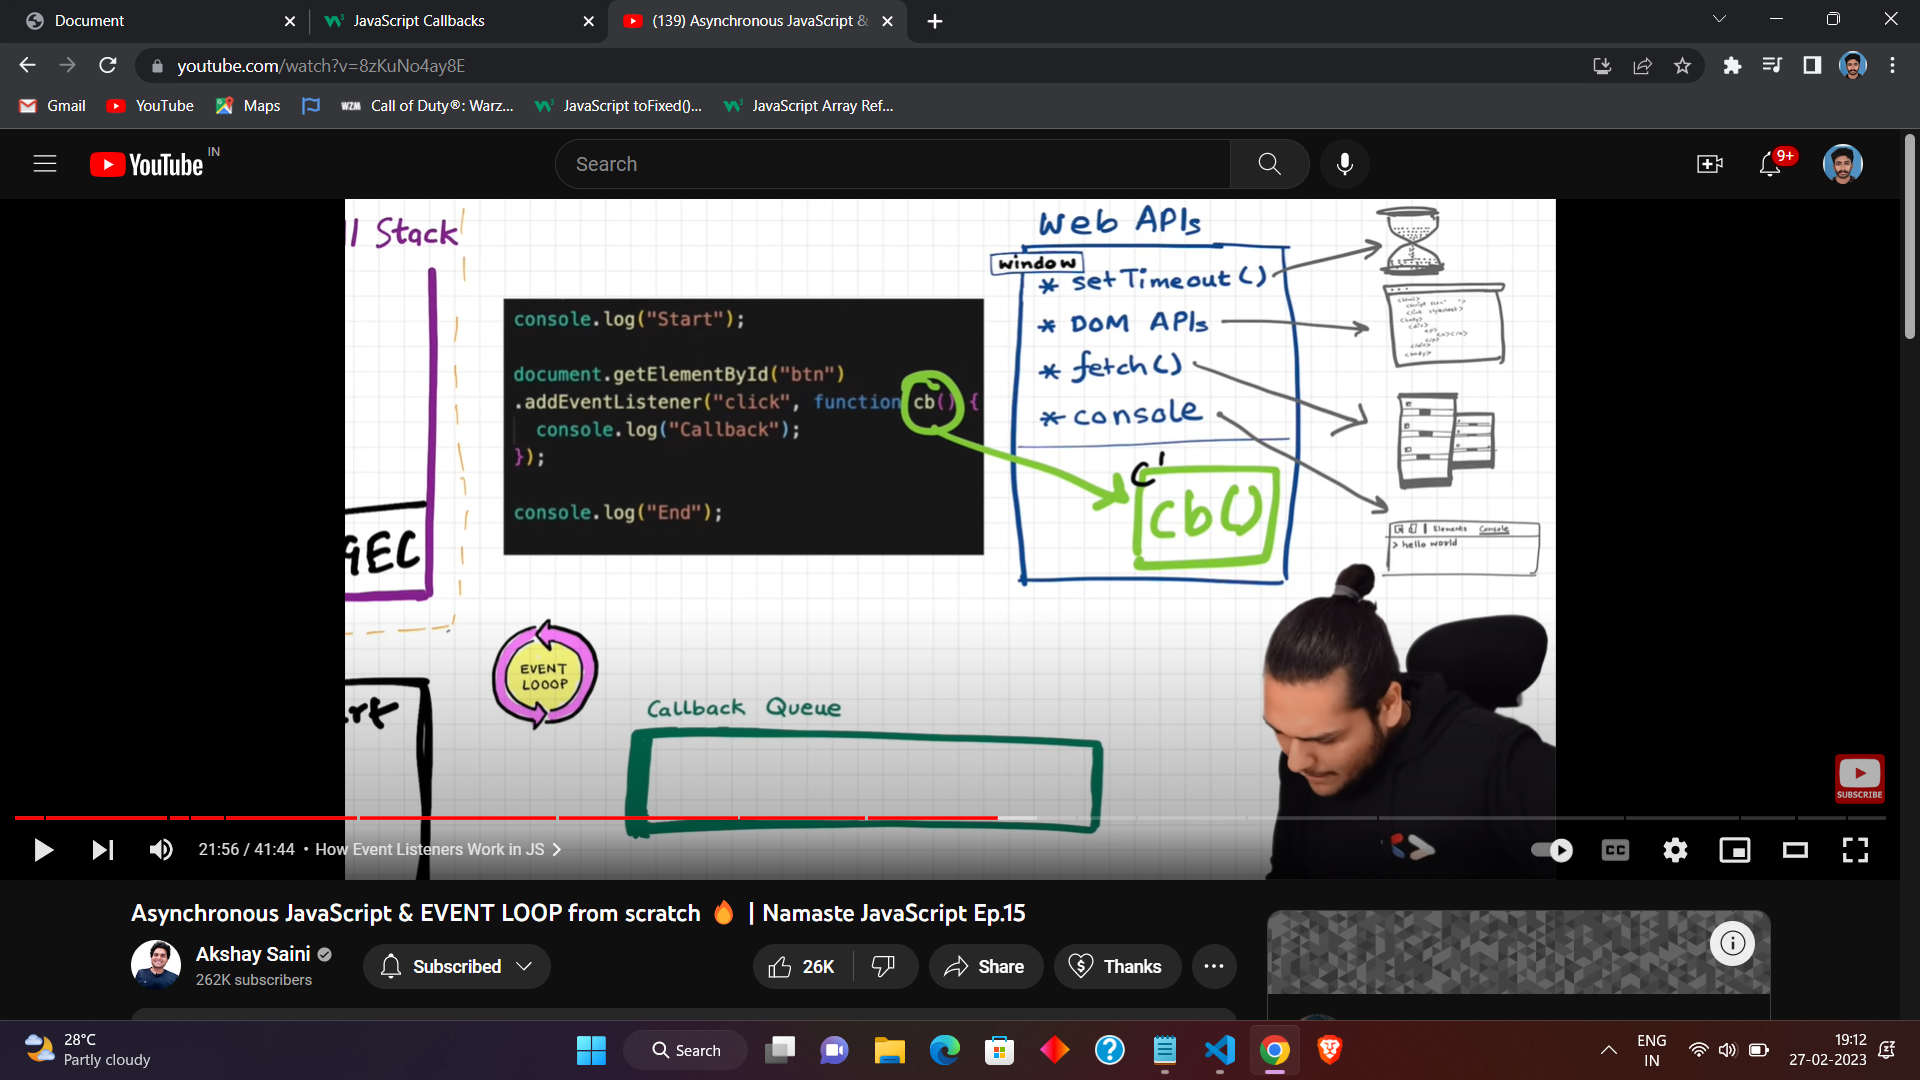 Document
JavaScript Callbacks
(139) Asynchronous JavaScript &
youtube.com/watch?v=8zKuNo4ay8E
Gmail
YouTube
Maps
WZM Call of Duty®: Warz...
JavaScript toFixed()...
JavaScript Array Ref...
YouTube IN
Search
9+
ll Stack
GEC
console.log("Start");
document.getElementById("btn")
.addEventListener("click", function cb() {
console.log("Callback");
});
console.log("End");
Web APIs
window
* setTimeout()
* DOM APIs
* fetch()
* console
cb()
Elements Console
> hello world
EVENT
LOOOP
Callback Queue
SUBSCRIBE
21:56 / 41:44 • How Event Listeners Work in JS
CC
Asynchronous JavaScript & EVENT LOOP from scratch 🔥 | Namaste JavaScript Ep.15
Akshay Saini
262K subscribers
Subscribed
26K
Share
Thanks
28°C
Partly cloudy
Search
ENG
IN
19:12
27-02-2023